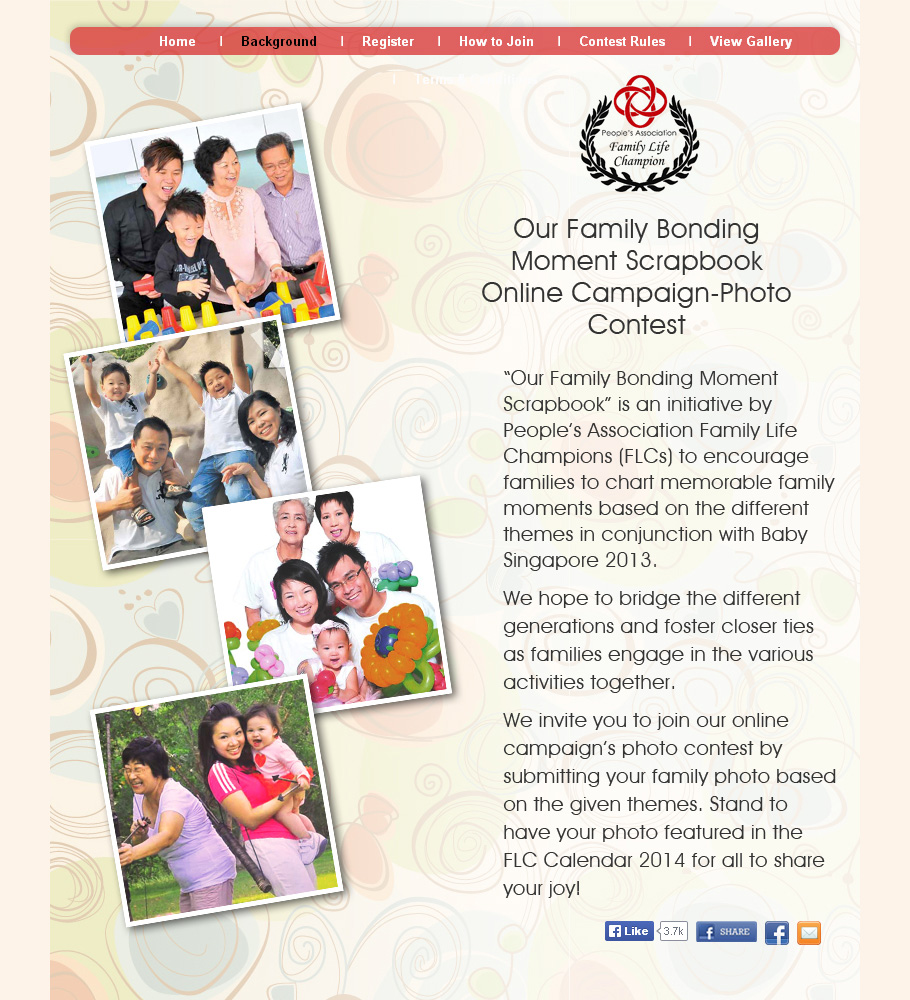 Home | Background | Register | How to Join | Contest Rules | View Gallery
People's Association
Family Life
Champion
Our Family Bonding
Moment Scrapbook
Online Campaign-Photo
Contest
“Our Family Bonding Moment
Scrapbook” is an initiative by
People’s Association Family Life
Champions (FLCs) to encourage
families to chart memorable family
moments based on the different
themes in conjunction with Baby
Singapore 2013.
We hope to bridge the different
generations and foster closer ties
as families engage in the various
activities together.
We invite you to join our online
campaign’s photo contest by
submitting your family photo based
on the given themes. Stand to
have your photo featured in the
FLC Calendar 2014 for all to share
your joy!
Like 3.7k SHARE